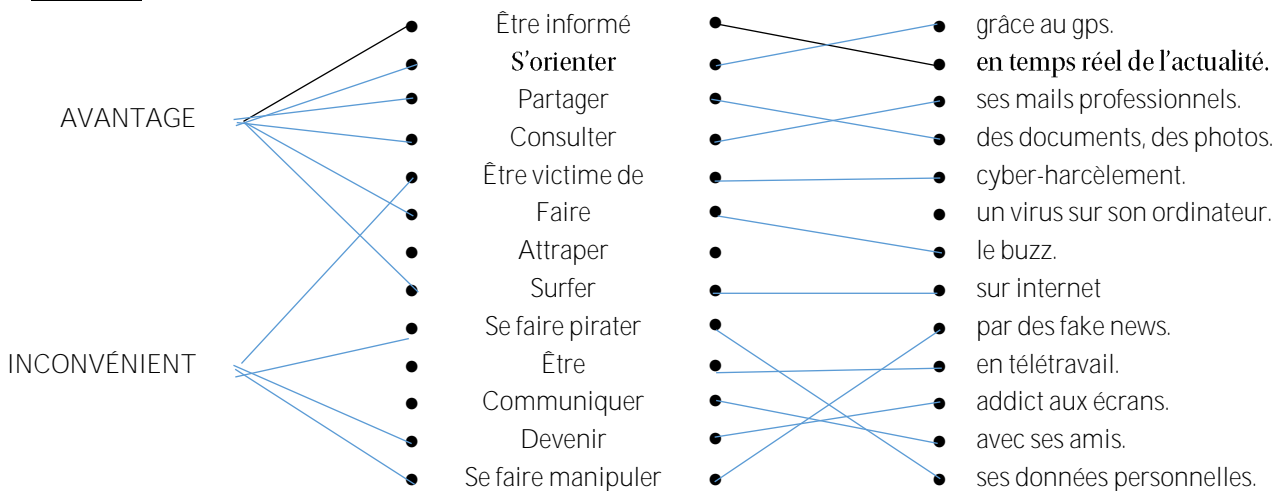 Être informé grâce au gps.
S'orienter en temps réel de l'actualité.
Partager ses mails professionnels.
AVANTAGE
Consulter des documents, des photos.
Être victime de cyber-harcèlement.
Faire un virus sur son ordinateur.
Attraper le buzz.
Surfer sur internet
Se faire pirater par des fake news.
INCONVÉNIENT
Être en télétravail.
Communiquer addict aux écrans.
Devenir avec ses amis.
Se faire manipuler ses données personnelles.